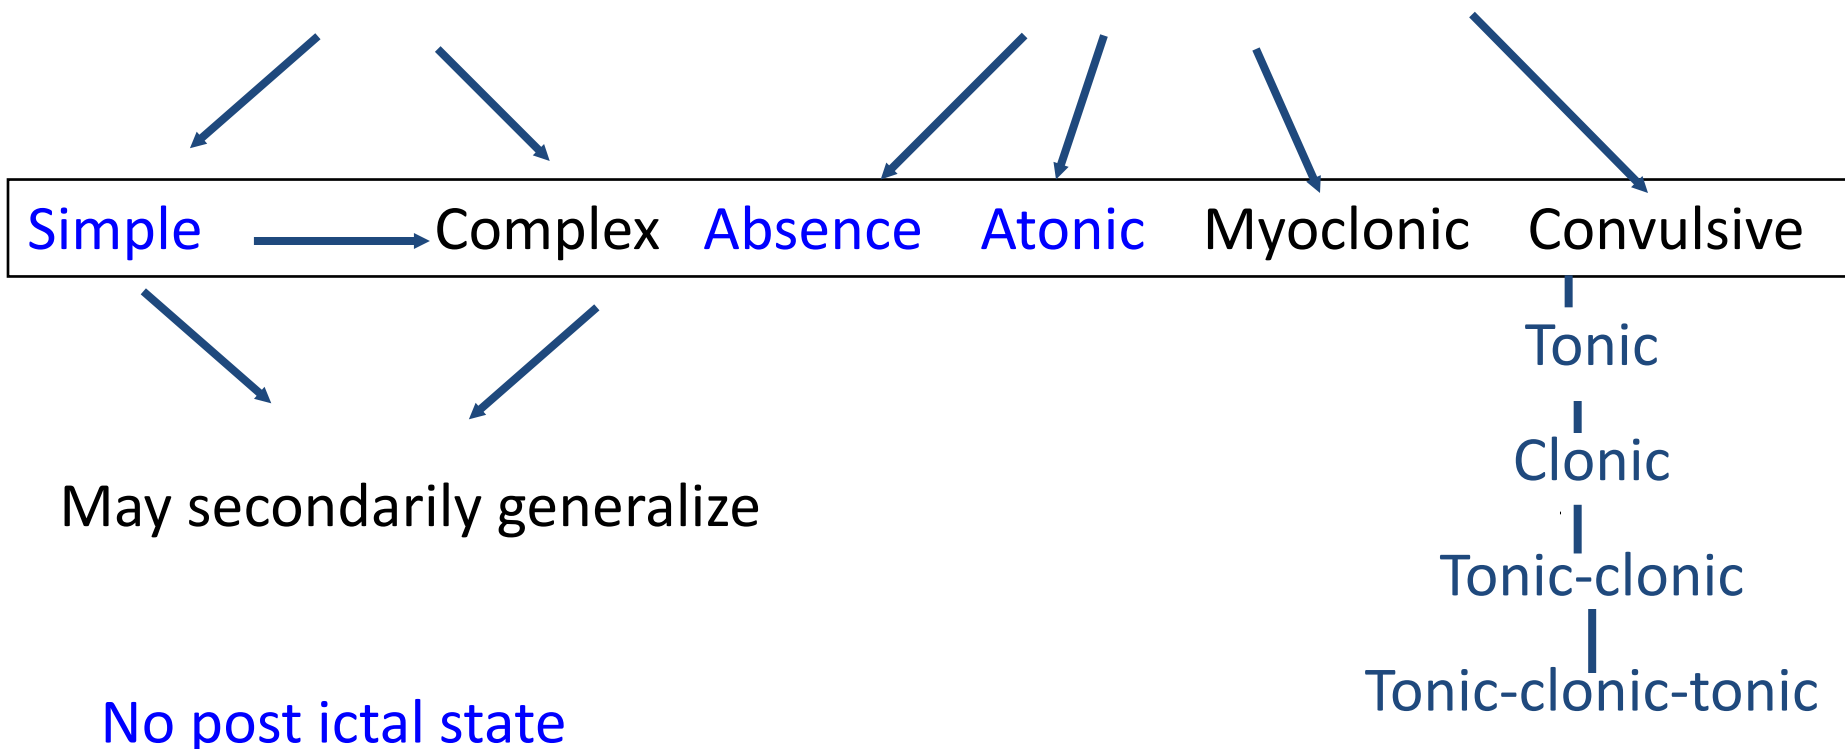 Simple Complex Absence Atonic Myoclonic Convulsive
Tonic
Clonic
May secondarily generalize
Tonic-clonic
Tonic-clonic-tonic
No post ictal state